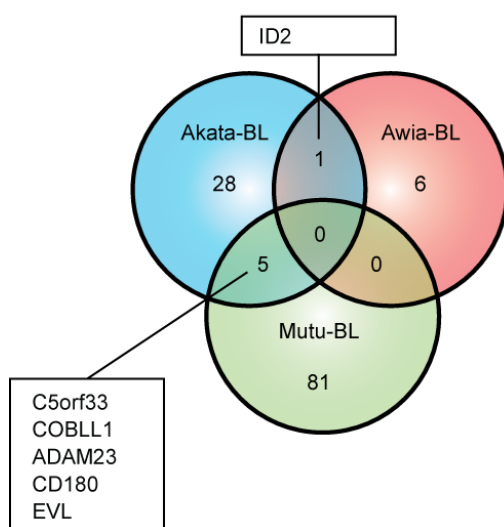 ID2
Akata-BL
Awia-BL
28
1
6
0
5
0
Mutu-BL
81
C5orf33
COBLL1
ADAM23
CD180
EVL